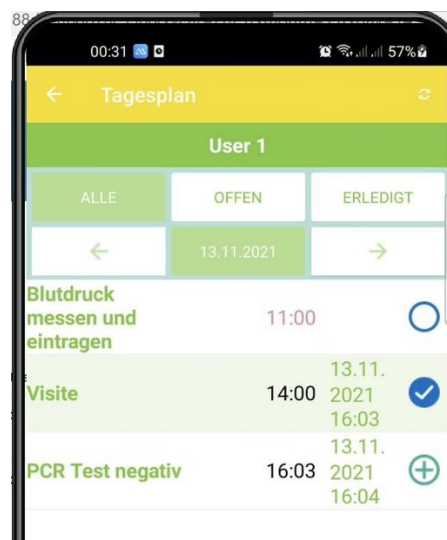 88
00:31 57%
Tagesplan
User 1
ALLE OFFEN ERLEDIGT
13.11.2021
Blutdruck
messen und
eintragen
11:00
Visite
14:00
13.11.
2021
16:03
PCR Test negativ
16:03
13.11.
2021
16:04